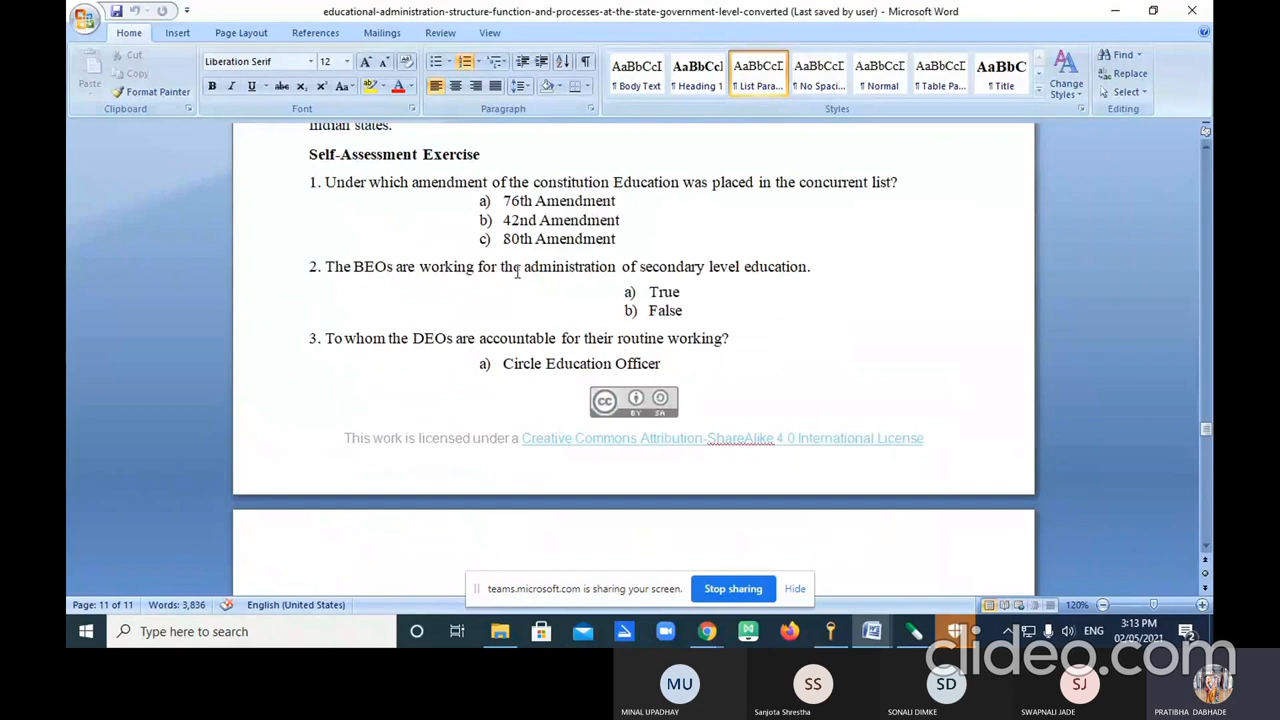 educational-administration-structure-function-and-processes-at-the-state-government-level-converted (Last saved by user) - Microsoft Word
Home Insert Page Layout References Mailings Review View
Cut
Copy
Paste
Format Painter
Clipboard
Liberation Serif 12
Font
Paragraph
AaBbCcI AaBbCcl AaBbCcI AaBbCcI AaBbCcI AaBbCcI AaBbC
¶ Body Text ¶ Heading 1 ¶ List Para... ¶ No Spaci... ¶ Normal ¶ Table Pa... ¶ Title
Styles
Change Styles
Find
Replace
Select
Editing
Indian states.
Self-Assessment Exercise
1. Under which amendment of the constitution Education was placed in the concurrent list?
a) 76th Amendment
b) 42nd Amendment
c) 80th Amendment
2. The BEOs are working for the administration of secondary level education.
a) True
b) False
3. To whom the DEOs are accountable for their routine working?
a) Circle Education Officer
cc BY SA
This work is licensed under a Creative Commons Attribution-ShareAlike 4.0 International License
teams.microsoft.com is sharing your screen. Stop sharing Hide
Page: 11 of 11 Words: 3,836 English (United States) 120%
Type here to search
ENG
3:13 PM
02/05/2021
clideo.com
MU SS SD SJ
MINAL UPADHAY Sanjota Shrestha SONALI DIMKE SWAPNALI JADE PRATIBHA DABHADE